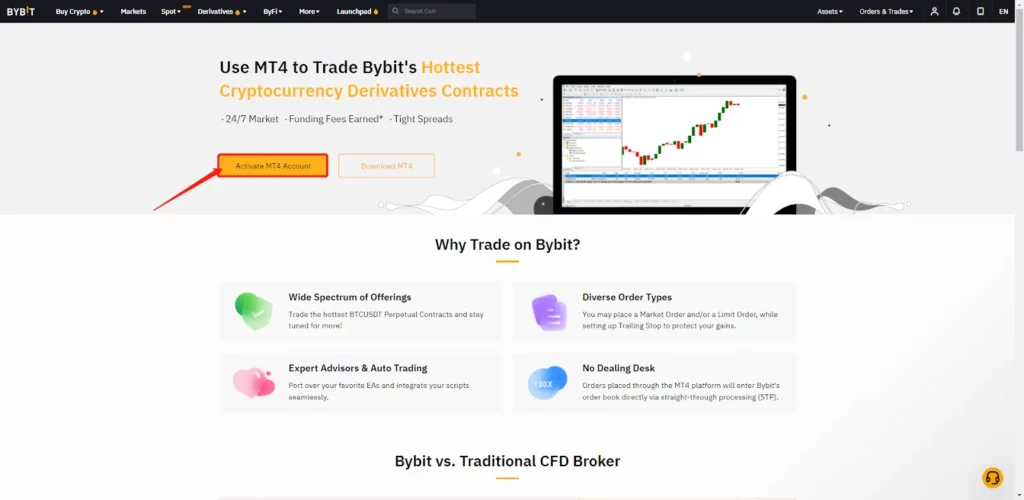 BYBIT Buy Crypto Markets Spot NEW Derivatives ByFi More Launchpad Search Coin Assets Orders & Trades EN
Use MT4 to Trade Bybit's Hottest
Cryptocurrency Derivatives Contracts
· 24/7 Market · Funding Fees Earned* · Tight Spreads
Activate MT4 Account Download MT4
Why Trade on Bybit?
Wide Spectrum of Offerings
Trade the hottest BTCUSDT Perpetual Contracts and stay
tuned for more!
Diverse Order Types
You may place a Market Order and/or a Limit Order, while
setting up Trailing Stop to protect your gains.
Expert Advisors & Auto Trading
Port over your favorite EAs and integrate your scripts
seamlessly.
100X
No Dealing Desk
Orders placed through the MT4 platform will enter Bybit's
order book directly via straight-through processing (STP).
Bybit vs. Traditional CFD Broker